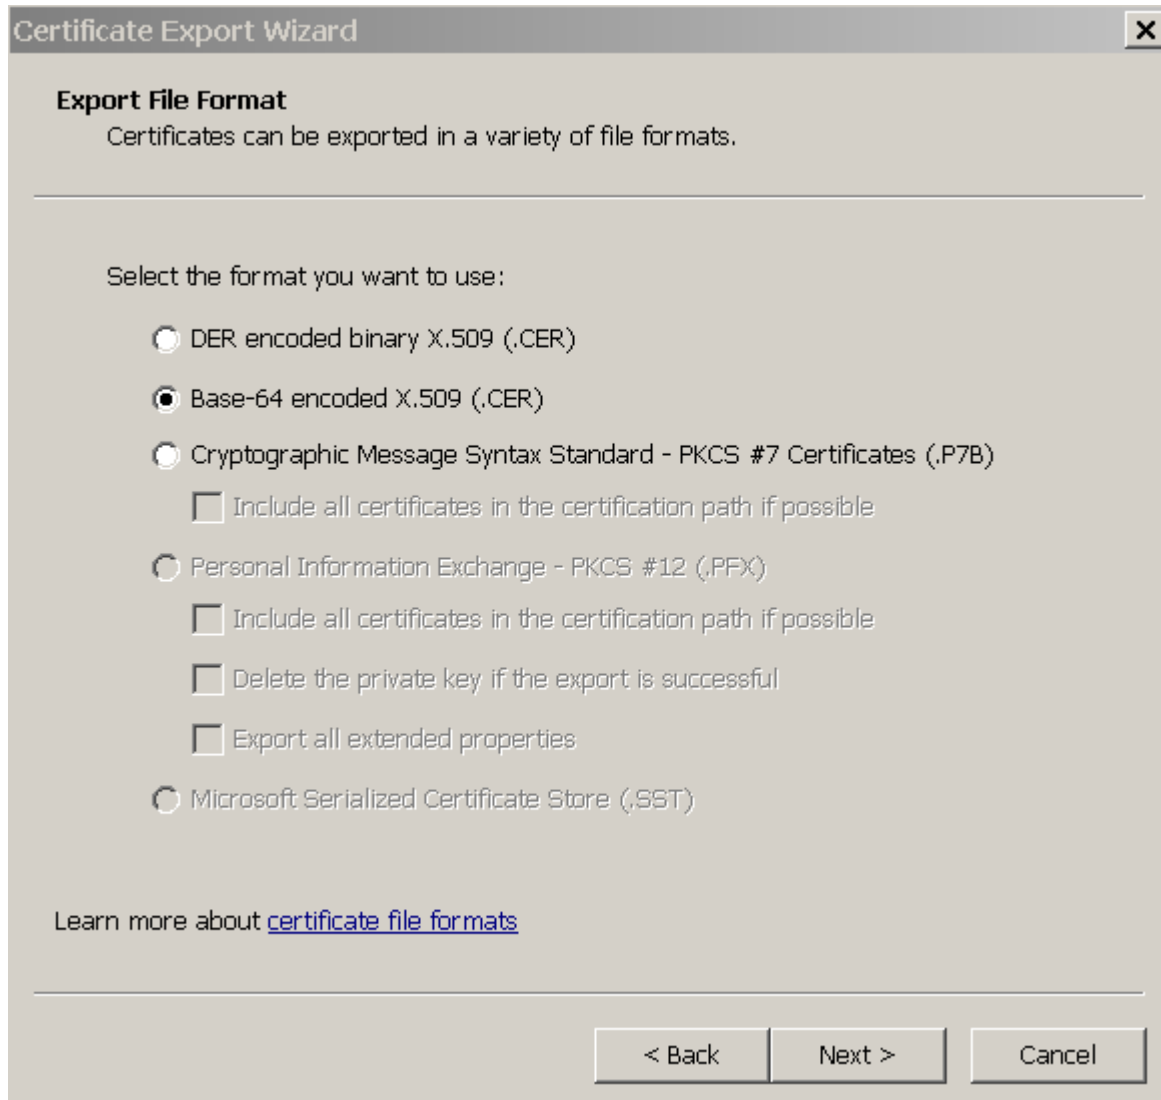 Certificate Export Wizard
Export File Format
Certificates can be exported in a variety of file formats.
Select the format you want to use:
DER encoded binary X.509 (.CER)
Base-64 encoded X.509 (.CER)
Cryptographic Message Syntax Standard - PKCS #7 Certificates (.P7B)
Include all certificates in the certification path if possible
Personal Information Exchange - PKCS #12 (.PFX)
Include all certificates in the certification path if possible
Delete the private key if the export is successful
Export all extended properties
Microsoft Serialized Certificate Store (.SST)
Learn more about certificate file formats
< Back Next > Cancel